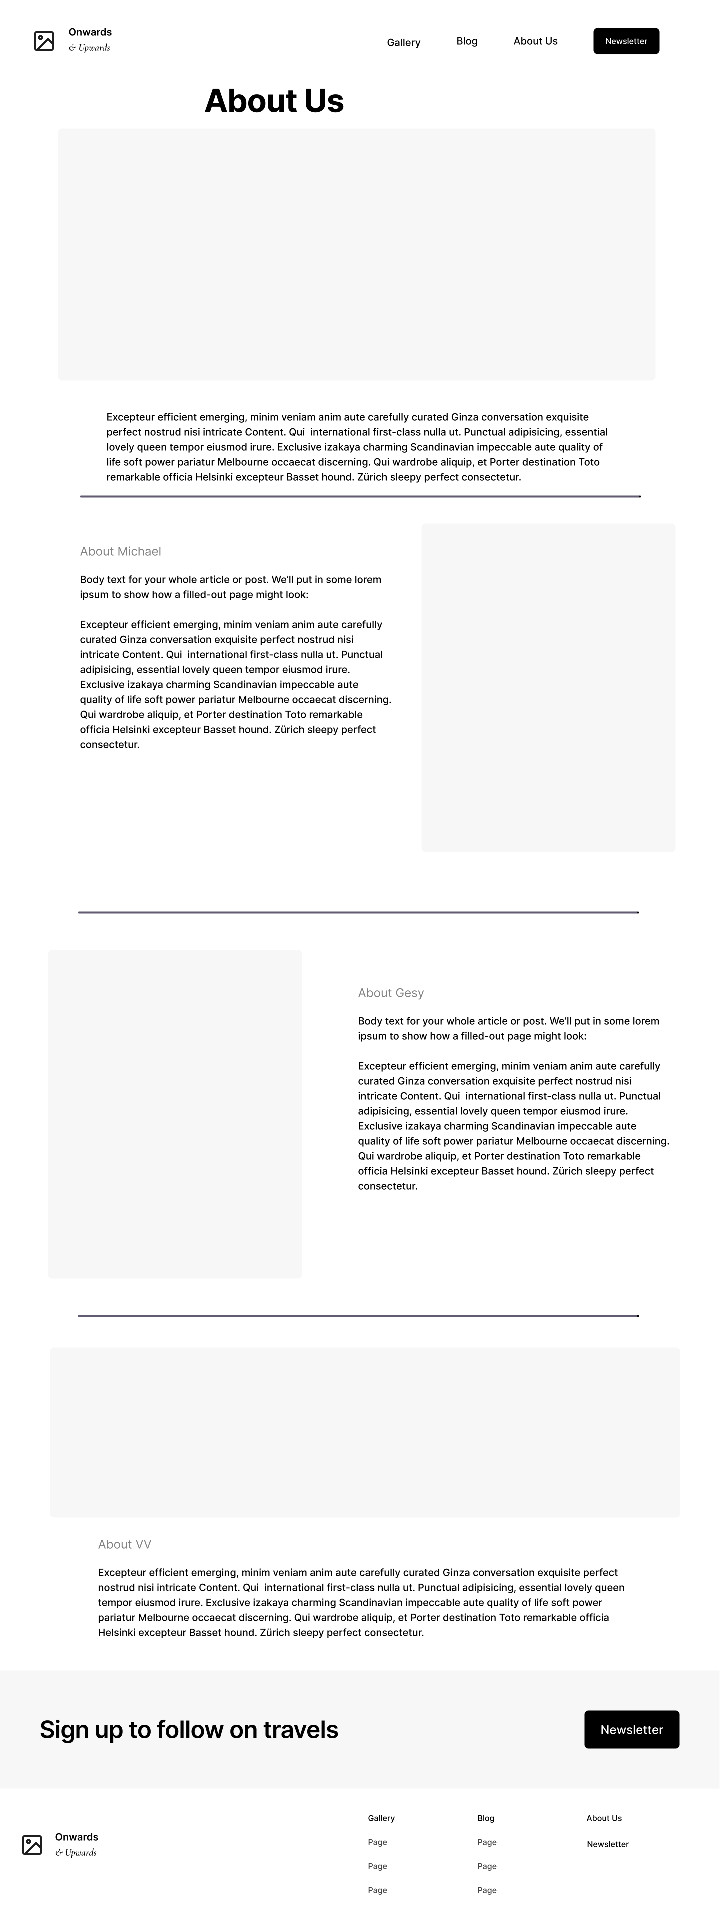 Onwards
& Upwards
Gallery
Blog
About Us
Newsletter
About Us
Excepteur efficient emerging, minim veniam anim aute carefully curated Ginza conversation exquisite
perfect nostrud nisi intricate Content. Qui  international first-class nulla ut. Punctual adipisicing, essential
lovely queen tempor eiusmod irure. Exclusive izakaya charming Scandinavian impeccable aute quality of
life soft power pariatur Melbourne occaecat discerning. Qui wardrobe aliquip, et Porter destination Toto
remarkable officia Helsinki excepteur Basset hound. Zürich sleepy perfect consectetur.
About Michael
Body text for your whole article or post. We'll put in some lorem
ipsum to show how a filled-out page might look:
Excepteur efficient emerging, minim veniam anim aute carefully
curated Ginza conversation exquisite perfect nostrud nisi
intricate Content. Qui  international first-class nulla ut. Punctual
adipisicing, essential lovely queen tempor eiusmod irure.
Exclusive izakaya charming Scandinavian impeccable aute
quality of life soft power pariatur Melbourne occaecat discerning.
Qui wardrobe aliquip, et Porter destination Toto remarkable
officia Helsinki excepteur Basset hound. Zürich sleepy perfect
consectetur.
About Gesy
Body text for your whole article or post. We'll put in some lorem
ipsum to show how a filled-out page might look:
Excepteur efficient emerging, minim veniam anim aute carefully
curated Ginza conversation exquisite perfect nostrud nisi
intricate Content. Qui  international first-class nulla ut. Punctual
adipisicing, essential lovely queen tempor eiusmod irure.
Exclusive izakaya charming Scandinavian impeccable aute
quality of life soft power pariatur Melbourne occaecat discerning.
Qui wardrobe aliquip, et Porter destination Toto remarkable
officia Helsinki excepteur Basset hound. Zürich sleepy perfect
consectetur.
About VV
Excepteur efficient emerging, minim veniam anim aute carefully curated Ginza conversation exquisite perfect
nostrud nisi intricate Content. Qui  international first-class nulla ut. Punctual adipisicing, essential lovely queen
tempor eiusmod irure. Exclusive izakaya charming Scandinavian impeccable aute quality of life soft power
pariatur Melbourne occaecat discerning. Qui wardrobe aliquip, et Porter destination Toto remarkable officia
Helsinki excepteur Basset hound. Zürich sleepy perfect consectetur.
Sign up to follow on travels
Newsletter
Onwards
& Upwards
Gallery
Page
Page
Page
Blog
Page
Page
Page
About Us
Newsletter